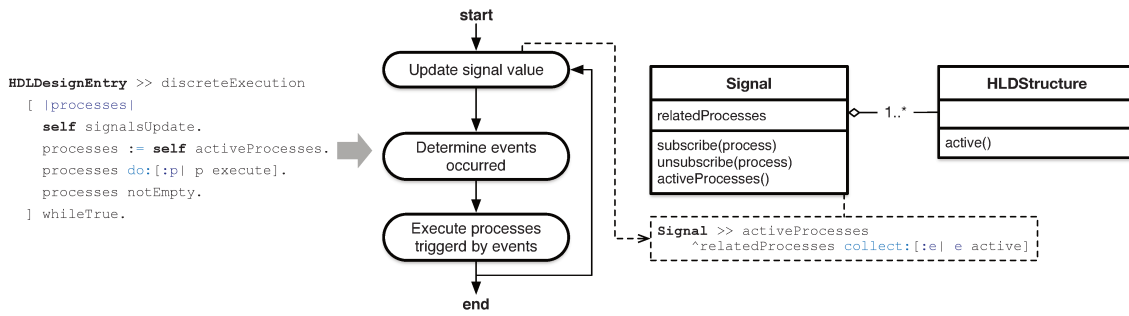 HDLDesignEntry >> discreteExecution
[ |processes|
self signalsUpdate.
processes := self activeProcesses.
processes do:[:p| p execute].
processes notEmpty.
] whileTrue.
start
Update signal value
Determine events
occurred
Execute processes
triggerd by events
end
Signal
relatedProcesses
subscribe(process)
unsubscribe(process)
activeProcesses()
1..*
HLDStructure
active()
Signal >> activeProcesses
^relatedProcesses collect:[:e| e active]